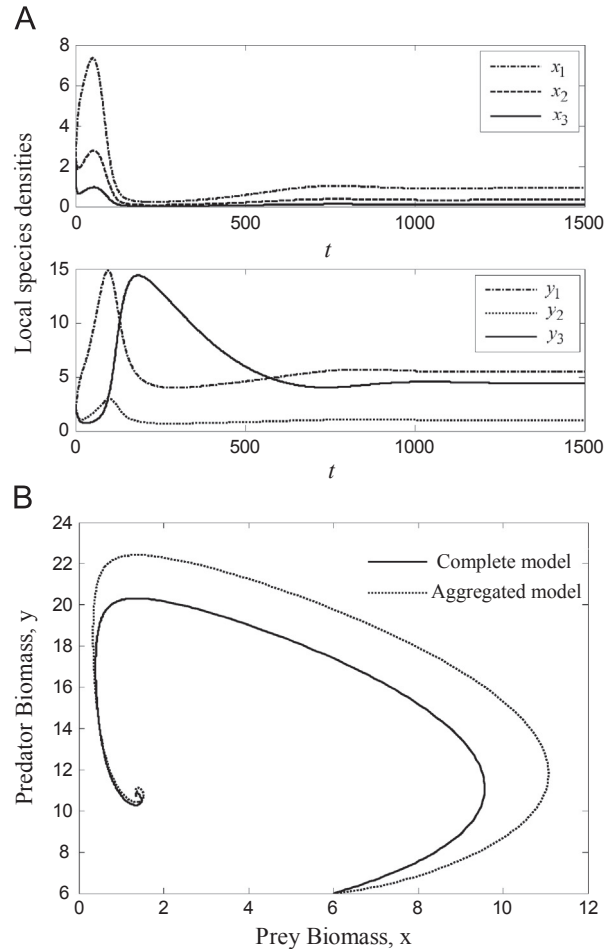 A
8
6
4
2
0
x1
x2
x3
0 500 1000 1500
t
Local species densities
15
10
5
0
y1
y2
y3
0 500 1000 1500
t
B
24
22
20
18
16
14
12
10
8
6
Predator Biomass, y
Complete model
Aggregated model
0 2 4 6 8 10 12
Prey Biomass, x